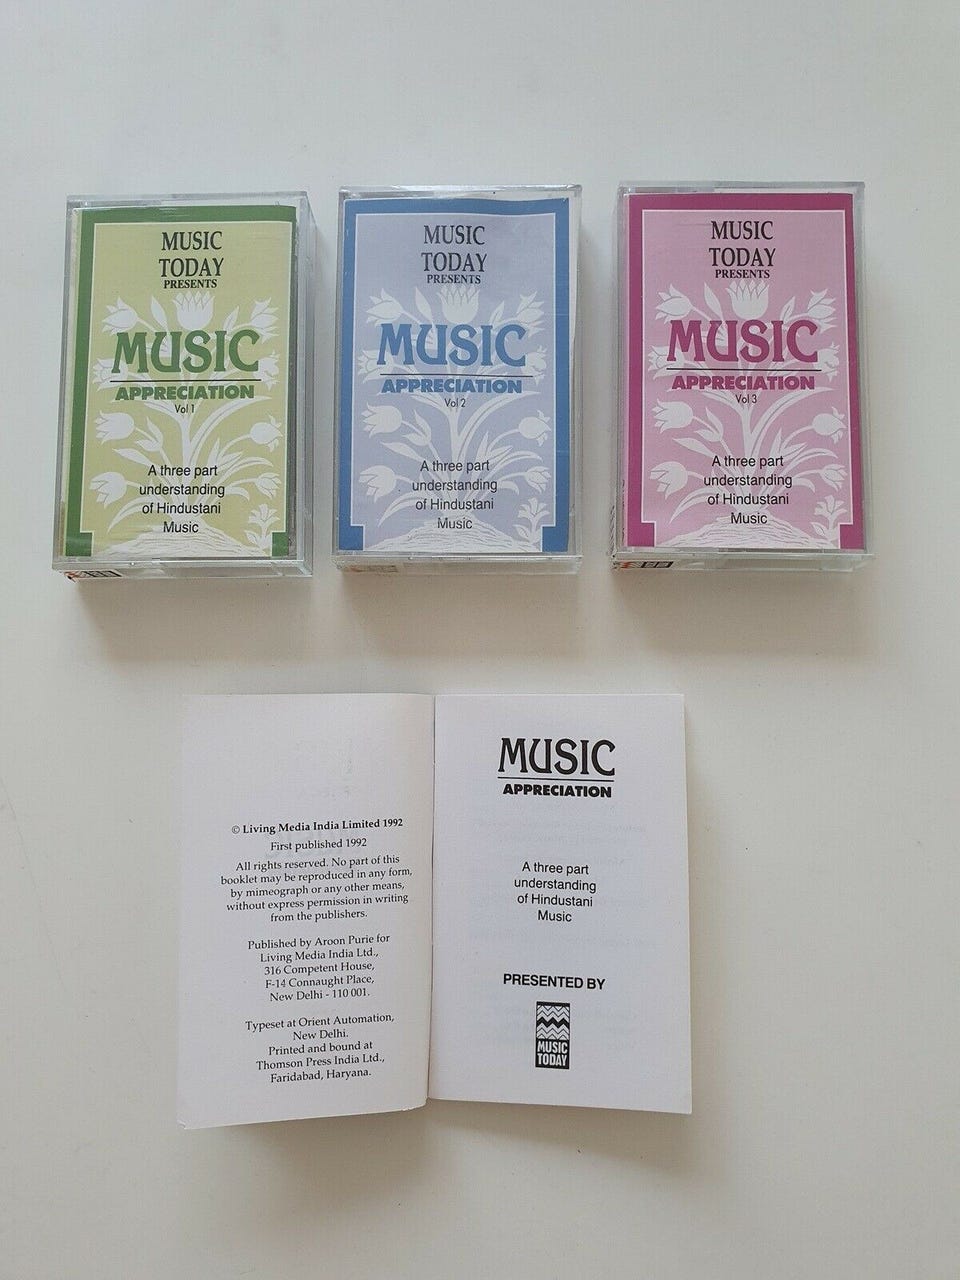 MUSIC
TODAY
PRESENTS
MUSIC
APPRECIATION
Vol 1
A three part
understanding
of Hindustani
Music
MUSIC
TODAY
PRESENTS
MUSIC
APPRECIATION
Vol 2
A three part
understanding
of Hindustani
Music
MUSIC
TODAY
PRESENTS
MUSIC
APPRECIATION
Vol 3
A three part
understanding
of Hindustani
Music
© Living Media India Limited 1992
First published 1992
All rights reserved. No part of this
booklet may be reproduced in any form,
by mimeograph or any other means,
without express permission in writing
from the publishers.
Published by Aroon Purie for
Living Media India Ltd.,
316 Competent House,
F-14 Connaught Place,
New Delhi - 110 001.
Typeset at Orient Automation,
New Delhi.
Printed and bound at
Thomson Press India Ltd.,
Faridabad, Haryana.
MUSIC
APPRECIATION
A three part
understanding
of Hindustani
Music
PRESENTED BY
MUSIC
TODAY